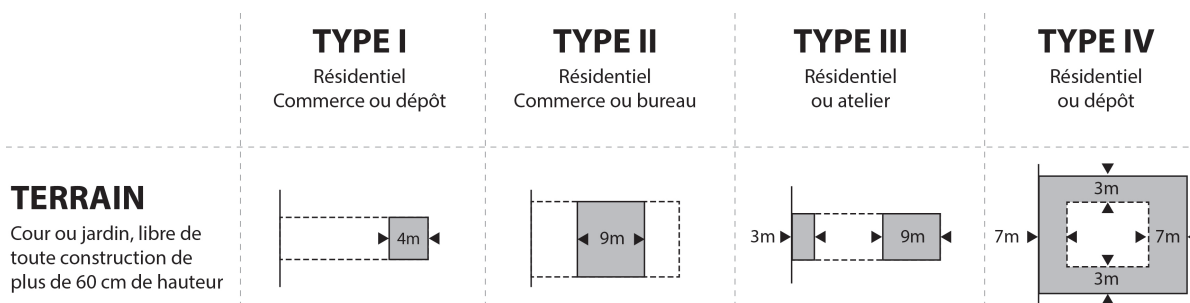 TYPE I
Résidentiel
Commerce ou dépôt
TYPE II
Résidentiel
Commerce ou bureau
TYPE III
Résidentiel
ou atelier
TYPE IV
Résidentiel
ou dépôt
TERRAIN
Cour ou jardin, libre de
toute construction de
plus de 60 cm de hauteur
4m
9m
3m
9m
3m
7m
7m
3m